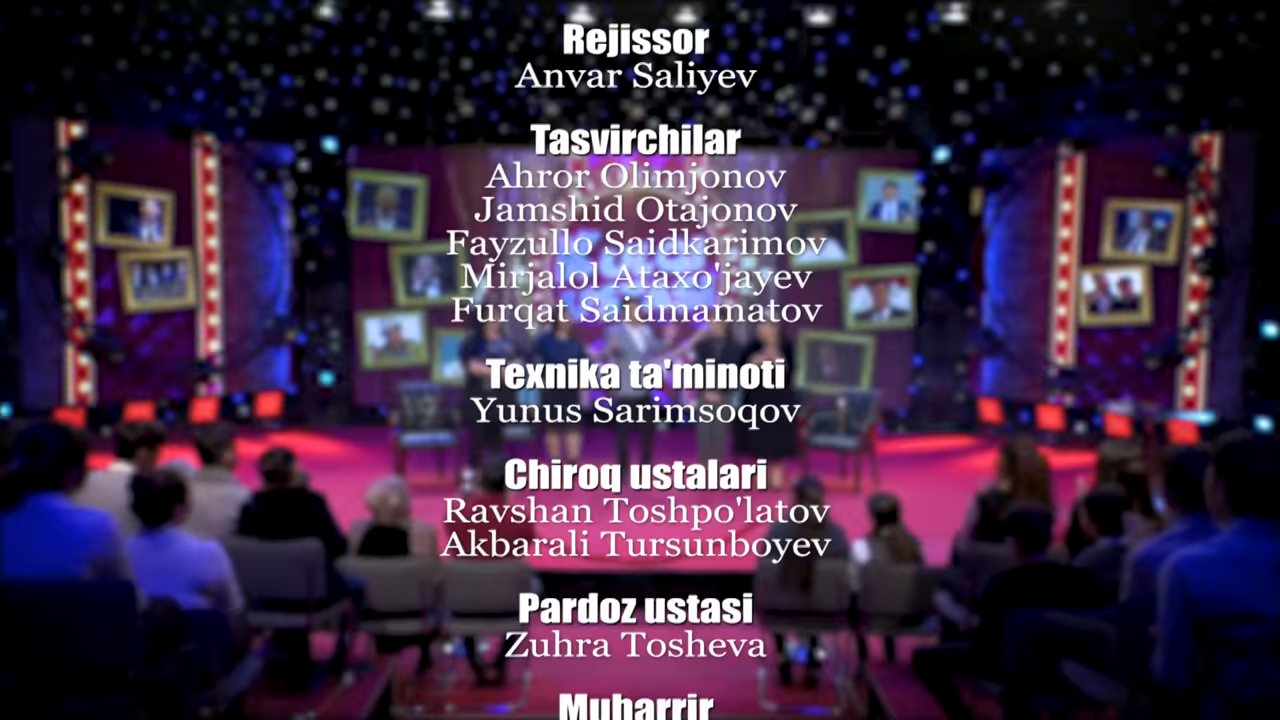 Rejissor
Anvar Saliyev
Tasvirchilar
Ahror Olimjonov
Jamshid Otajonov
Fayzullo Saidkarimov
Mirjalol Ataxo'jayev
Furqat Saidmamatov
Texnika ta'minoti
Yunus Sarimsoqov
Chiroq ustalari
Ravshan Toshpo'latov
Akbarali Tursunboyev
Pardoz ustasi
Zuhra Tosheva
Muharrir